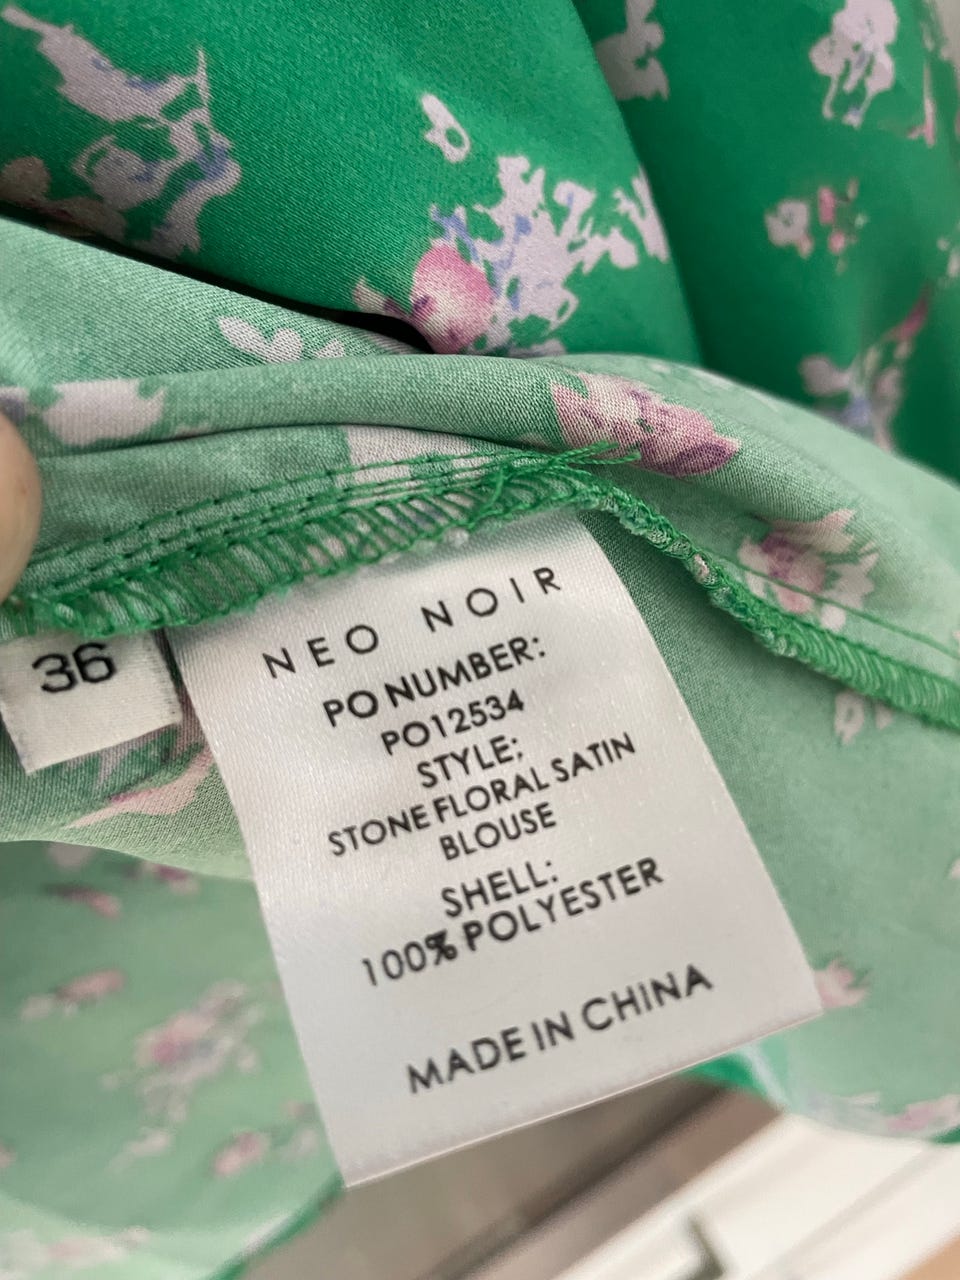 36
NEO NOIR
PO NUMBER:
PO12534
STYLE:
STONE FLORAL SATIN
BLOUSE
SHELL:
100% POLYESTER
MADE IN CHINA